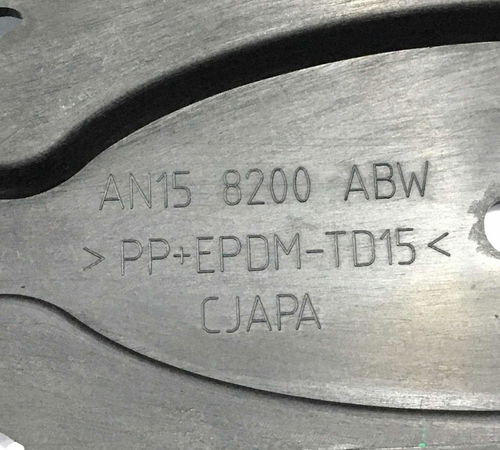 AN15 8200 ABW
>PP+EPDM-TD15<
CJAPA